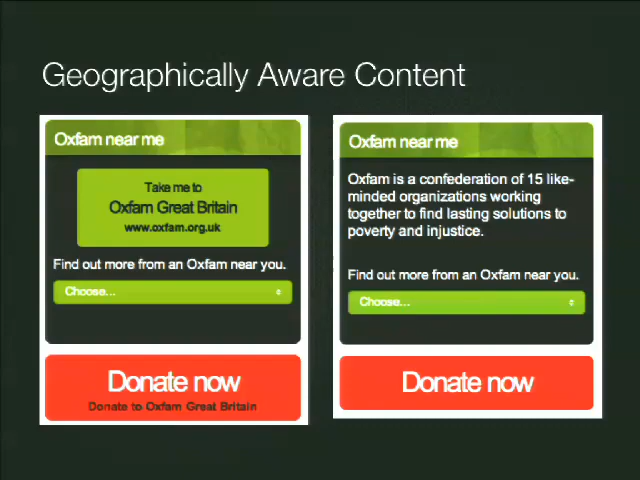 Geographically Aware Content
Oxfam near me
Take me to
Oxfam Great Britain
www.oxfam.org.uk
Find out more from an Oxfam near you.
Choose...
Donate now
Donate to Oxfam Great Britain
Oxfam near me
Oxfam is a confederation of 15 like-
minded organizations working
together to find lasting solutions to
poverty and injustice.
Find out more from an Oxfam near you.
Choose...
Donate now